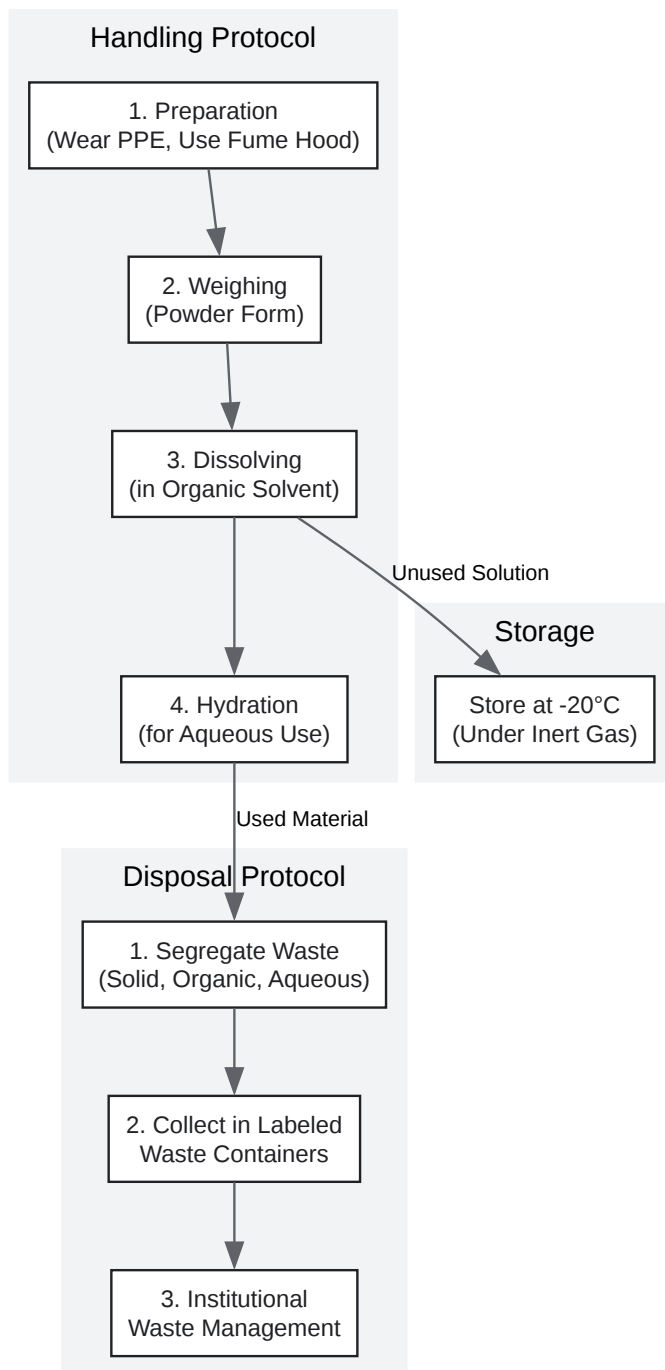 Handling Protocol
1. Preparation
(Wear PPE, Use Fume Hood)
2. Weighing
(Powder Form)
3. Dissolving
(in Organic Solvent)
Unused Solution
Storage
Store at -20°C
(Under Inert Gas)
4. Hydration
(for Aqueous Use)
Used Material
Disposal Protocol
1. Segregate Waste
(Solid, Organic, Aqueous)
2. Collect in Labeled
Waste Containers
3. Institutional
Waste Management